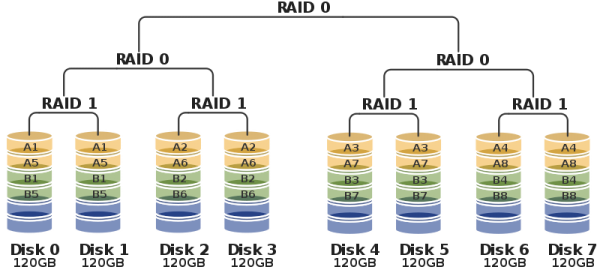 RAID 0
RAID 0 RAID 0
RAID 1 RAID 1 RAID 1 RAID 1
A1 A1 A2 A2 A3 A3 A4 A4
A5 A5 A6 A6 A7 A7 A8 A8
B1 B1 B2 B2 B3 B3 B4 B4
B5 B5 B6 B6 B7 B7 B8 B8
Disk 0 Disk 1 Disk 2 Disk 3 Disk 4 Disk 5 Disk 6 Disk 7
120GB 120GB 120GB 120GB 120GB 120GB 120GB 120GB